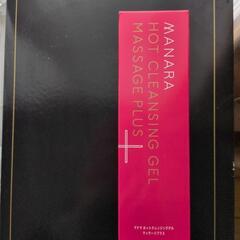 MANARA
HOT CLEANSING GEL
MASSAGE PLUS
マナラ ホットクレンジングゲル
マッサージプラス